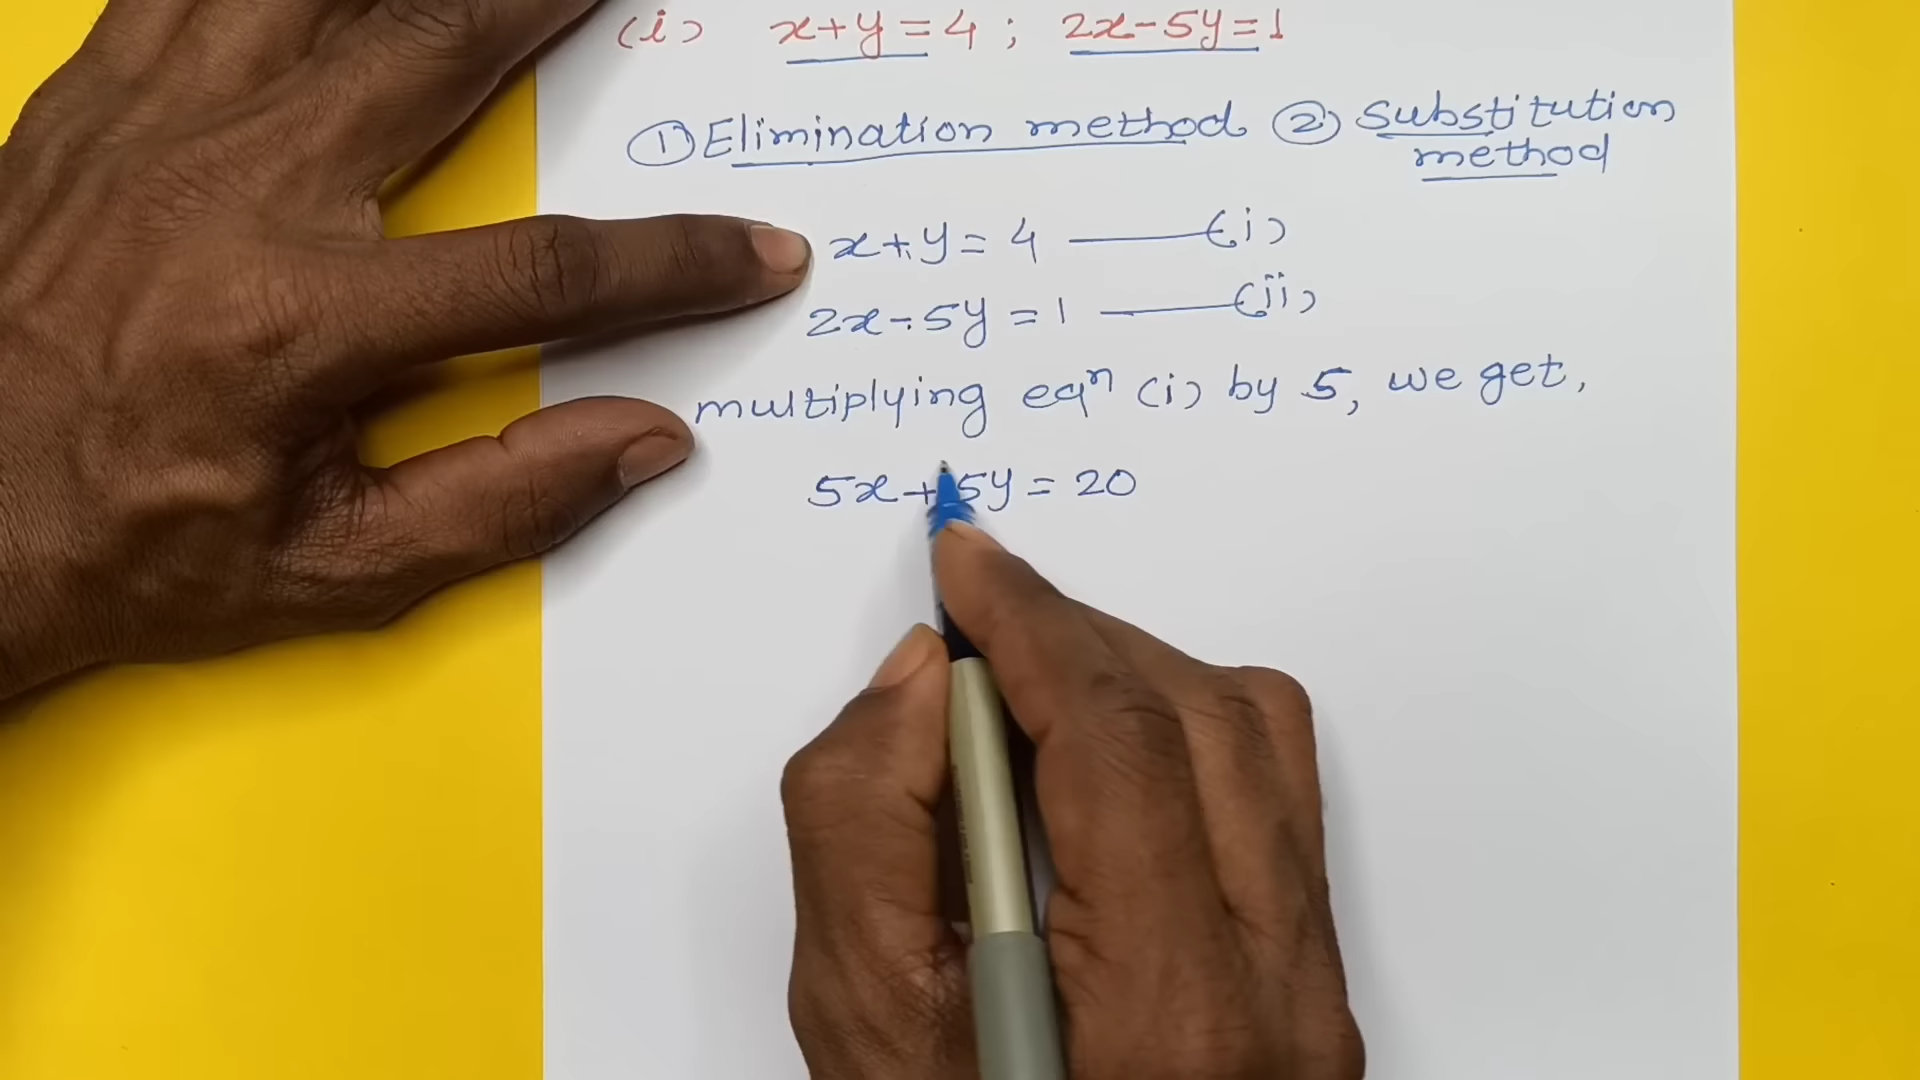 (i) x+y=4 ; 2x-5y=1
① Elimination method ② Substitution
method
x+y=4 ——(i)
2x-5y=1 ——(ii)
multiplying eqⁿ (i) by 5, we get,
5x+5y=20